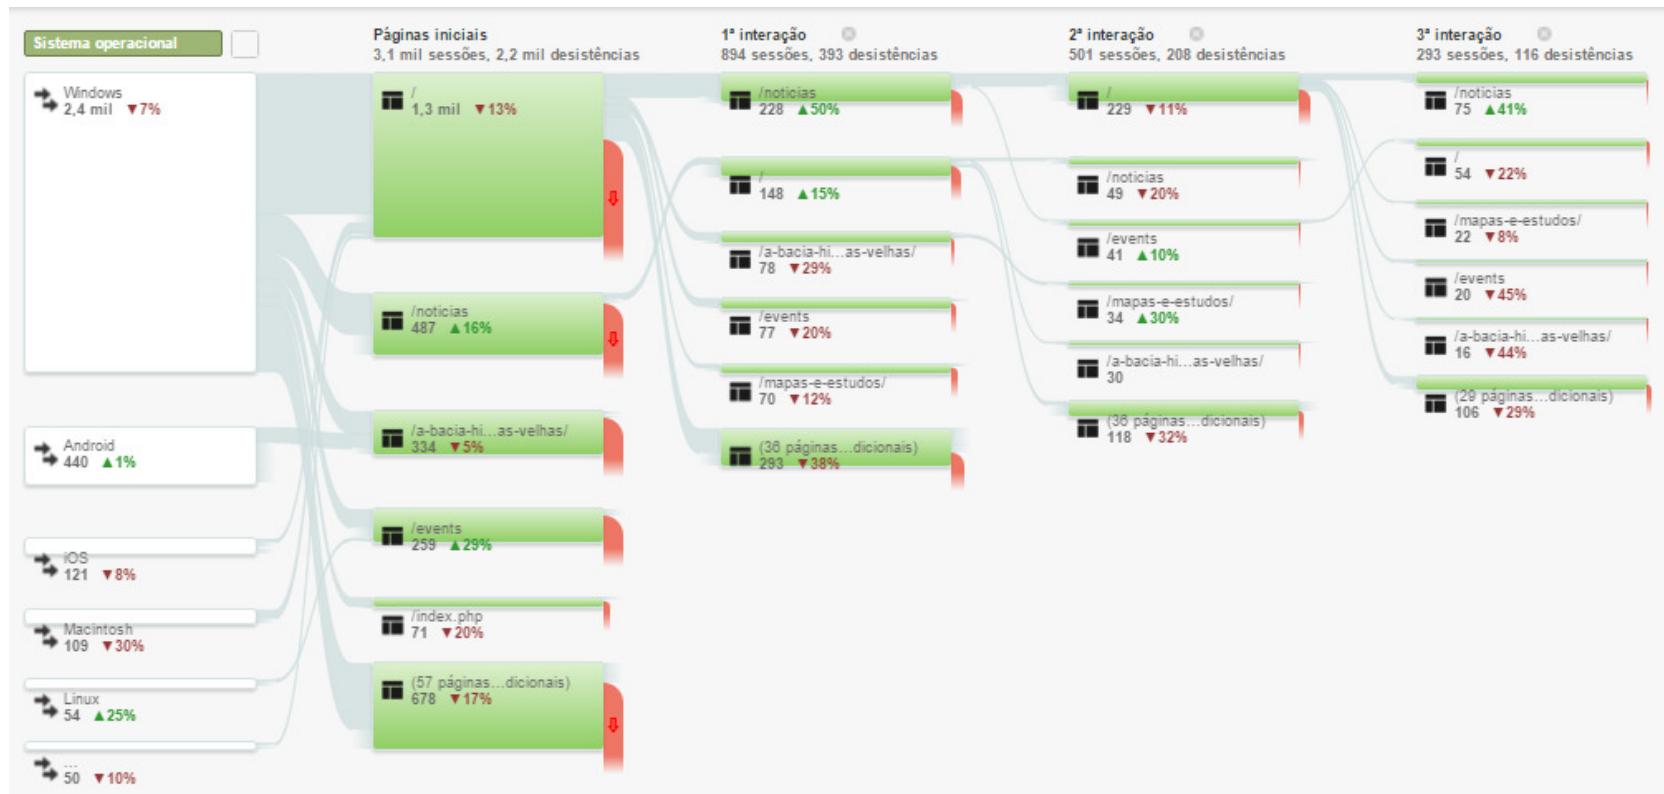 Sistema operacional
Windows
2,4 mil ▼7%
Android
440 ▲1%
iOS
121 ▼8%
Macintosh
109 ▼30%
Linux
54 ▲25%
...
50 ▼10%
Páginas iniciais
3,1 mil sessões, 2,2 mil desistências
/
1,3 mil ▼13%
/noticias
487 ▲16%
/a-bacia-hi...as-velhas/
334 ▼5%
/events
259 ▲29%
/index.php
71 ▼20%
(57 páginas...dicionais)
678 ▼17%
1ª interação
894 sessões, 393 desistências
/noticias
228 ▲50%
/
148 ▲15%
/a-bacia-hi...as-velhas/
78 ▼29%
/events
77 ▼20%
/mapas-e-estudos/
70 ▼12%
(36 páginas...dicionais)
293 ▼38%
2ª interação
501 sessões, 208 desistências
/
229 ▼11%
/noticias
49 ▼20%
/events
41 ▲10%
/mapas-e-estudos/
34 ▲30%
/a-bacia-hi...as-velhas/
30
(36 páginas...dicionais)
118 ▼32%
3ª interação
293 sessões, 116 desistências
/noticias
75 ▲41%
/
54 ▼22%
/mapas-e-estudos/
22 ▼8%
/events
20 ▼45%
/a-bacia-hi...as-velhas/
16 ▼44%
(29 páginas...dicionais)
106 ▼29%